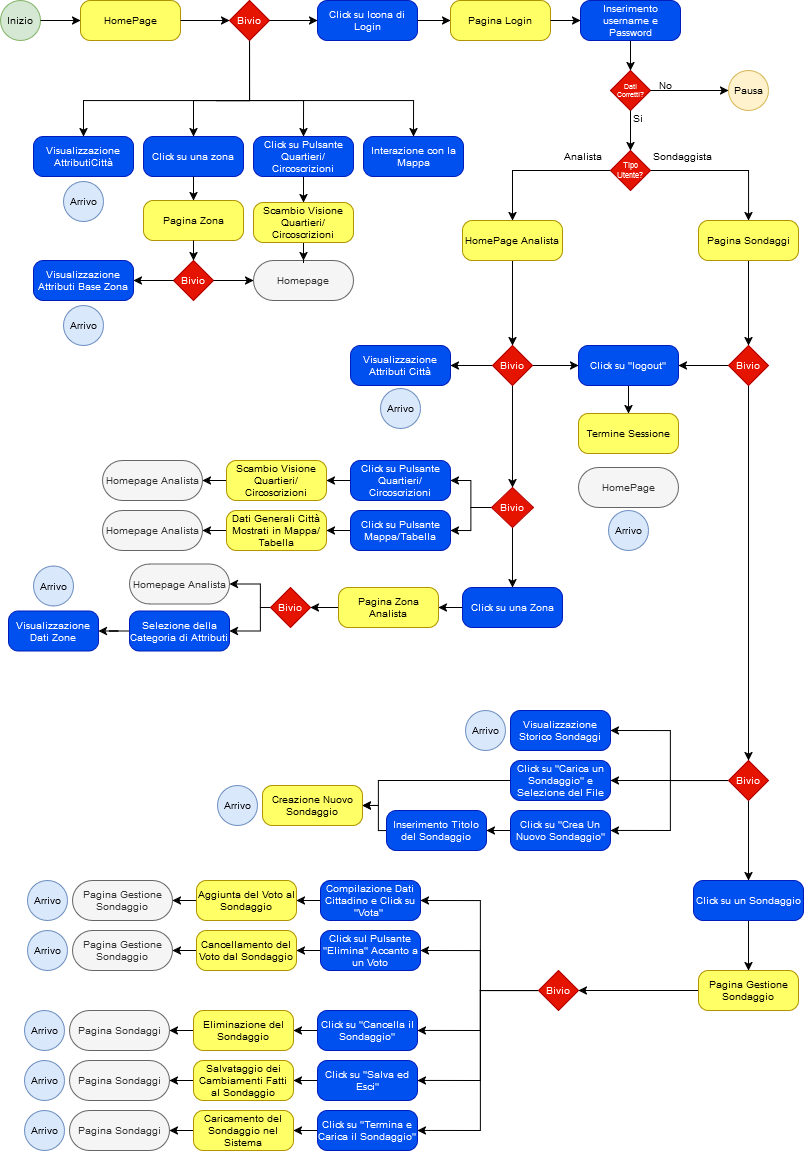 Inizio
HomePage
Bivio
Click su Icona di
Login
Pagina Login
Inserimento
username e
Password
Dati
Corretti?
No
Pausa
Si
Tipo
Utente?
Analista
Sondaggista
Visualizzazione
AttributiCittà
Click su una zona
Click su Pulsante
Quartieri/
Circoscrizioni
Interazione con la
Mappa
Arrivo
Pagina Zona
Scambio Visione
Quartieri/
Circoscrizioni
HomePage Analista
Pagina Sondaggi
Visualizzazione
Attributi Base Zona
Bivio
Homepage
Arrivo
Visualizzazione
Attributi Città
Bivio
Click su "logout"
Bivio
Arrivo
Termine Sessione
Homepage Analista
Scambio Visione
Quartieri/
Circoscrizioni
Click su Pulsante
Quartieri/
Circoscrizioni
HomePage
Bivio
Homepage Analista
Dati Generali Città
Mostrati in Mappa/
Tabella
Click su Pulsante
Mappa/Tabella
Arrivo
Arrivo
Homepage Analista
Bivio
Pagina Zona
Analista
Click su una Zona
Visualizzazione
Dati Zone
Selezione della
Categoria di Attributi
Arrivo
Visualizzazione
Storico Sondaggi
Click su "Carica un
Sondaggio" e
Selezione del File
Bivio
Arrivo
Creazione Nuovo
Sondaggio
Inserimento Titolo
del Sondaggio
Click su "Crea Un
Nuovo Sondaggio"
Arrivo
Pagina Gestione
Sondaggio
Aggiunta del Voto al
Sondaggio
Compilazione Dati
Cittadino e Click su
"Vota"
Click su un Sondaggio
Arrivo
Pagina Gestione
Sondaggio
Cancellamento del
Voto dal Sondaggio
Click sul Pulsante
"Elimina" Accanto a
un Voto
Bivio
Pagina Gestione
Sondaggio
Arrivo
Pagina Sondaggi
Eliminazione del
Sondaggio
Click su "Cancella il
Sondaggio"
Arrivo
Pagina Sondaggi
Salvataggio dei
Cambiamenti Fatti
al Sondaggio
Click su "Salva ed
Esci"
Arrivo
Pagina Sondaggi
Caricamento del
Sondaggio nel
Sistema
Click su "Termina e
Carica il Sondaggio"